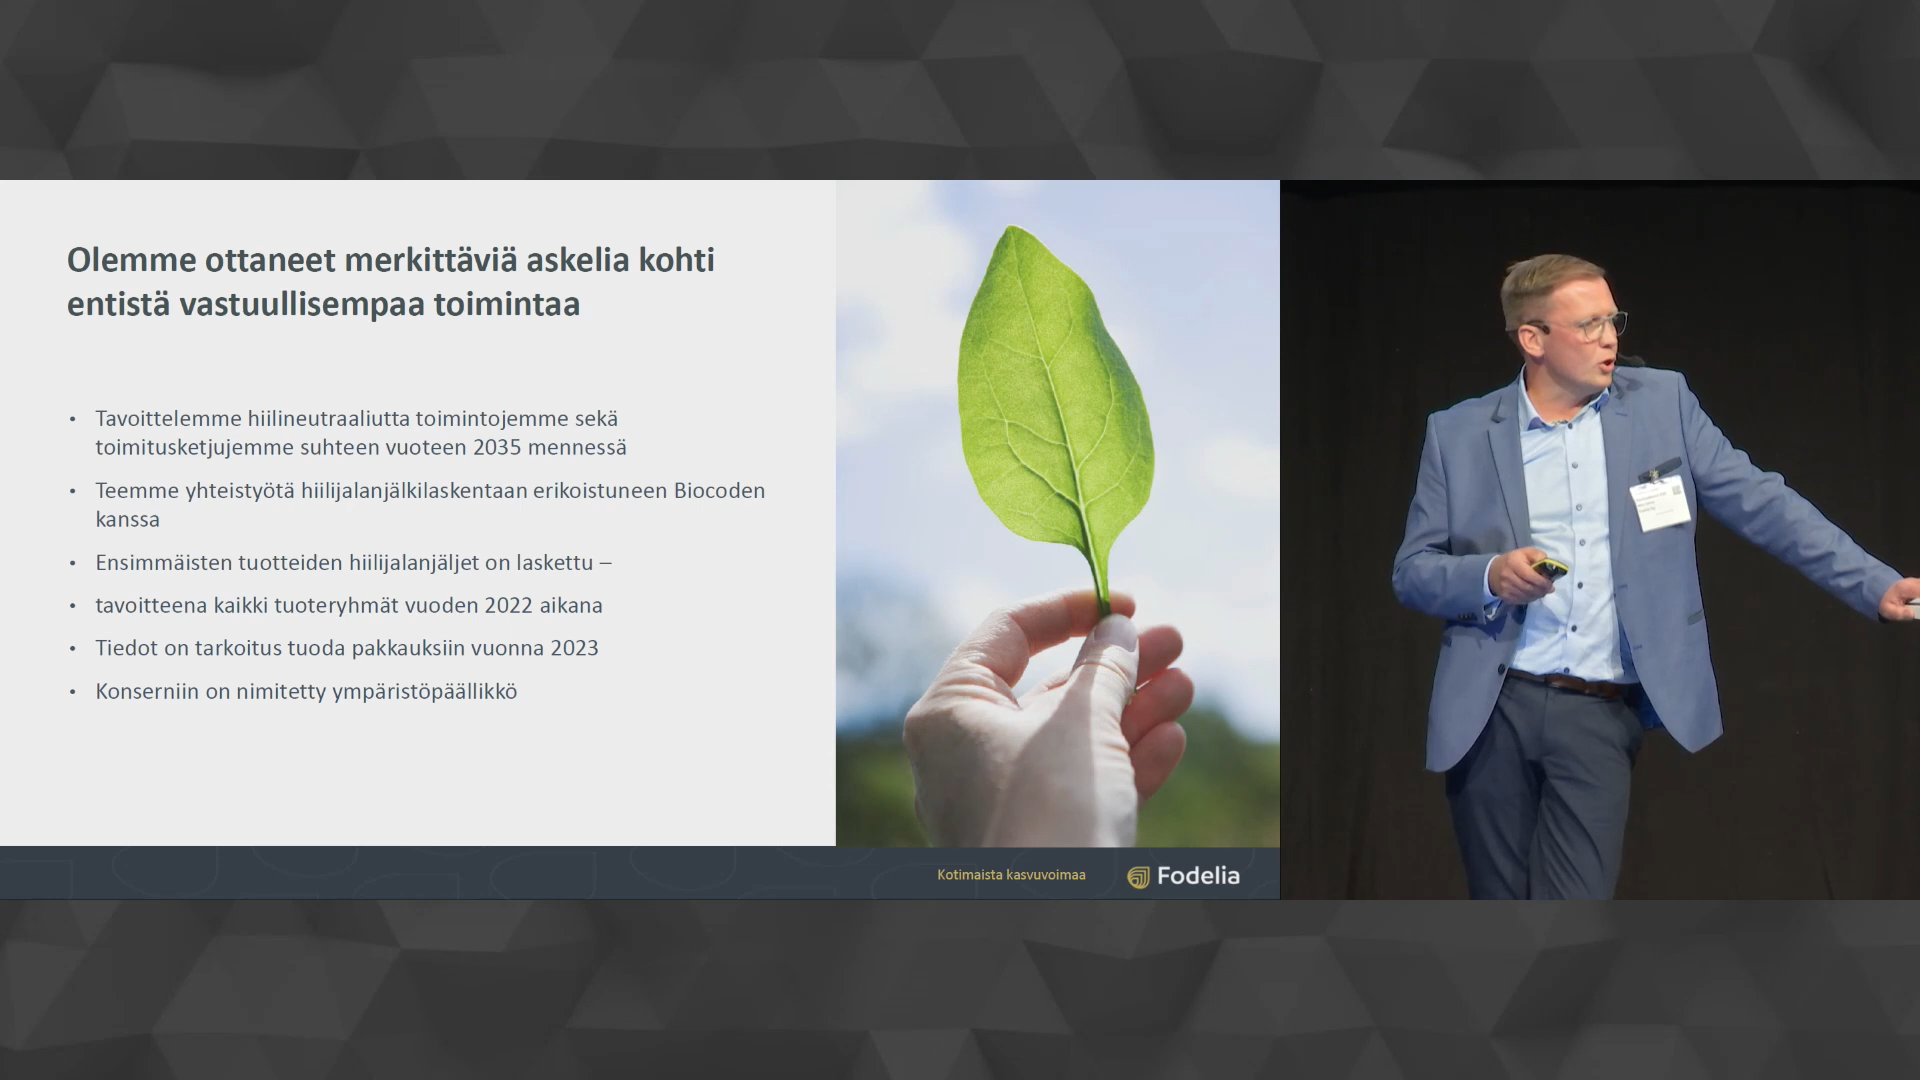 Olemme ottaneet merkittäviä askelia kohti
entistä vastuullisempaa toimintaa
• Tavoittelemme hiilineutraaliutta toimintojemme sekä
toimitusketjujemme suhteen vuoteen 2035 mennessä
• Teemme yhteistyötä hiilijalanjälkilaskentaan erikoistuneen Biocoden
kanssa
• Ensimmäisten tuotteiden hiilijalanjäljet on laskettu –
• tavoitteena kaikki tuoteryhmät vuoden 2022 aikana
• Tiedot on tarkoitus tuoda pakkauksiin vuonna 2023
• Konserniin on nimitetty ympäristöpäällikkö
Kotimaista kasvuvoimaa
Fodelia